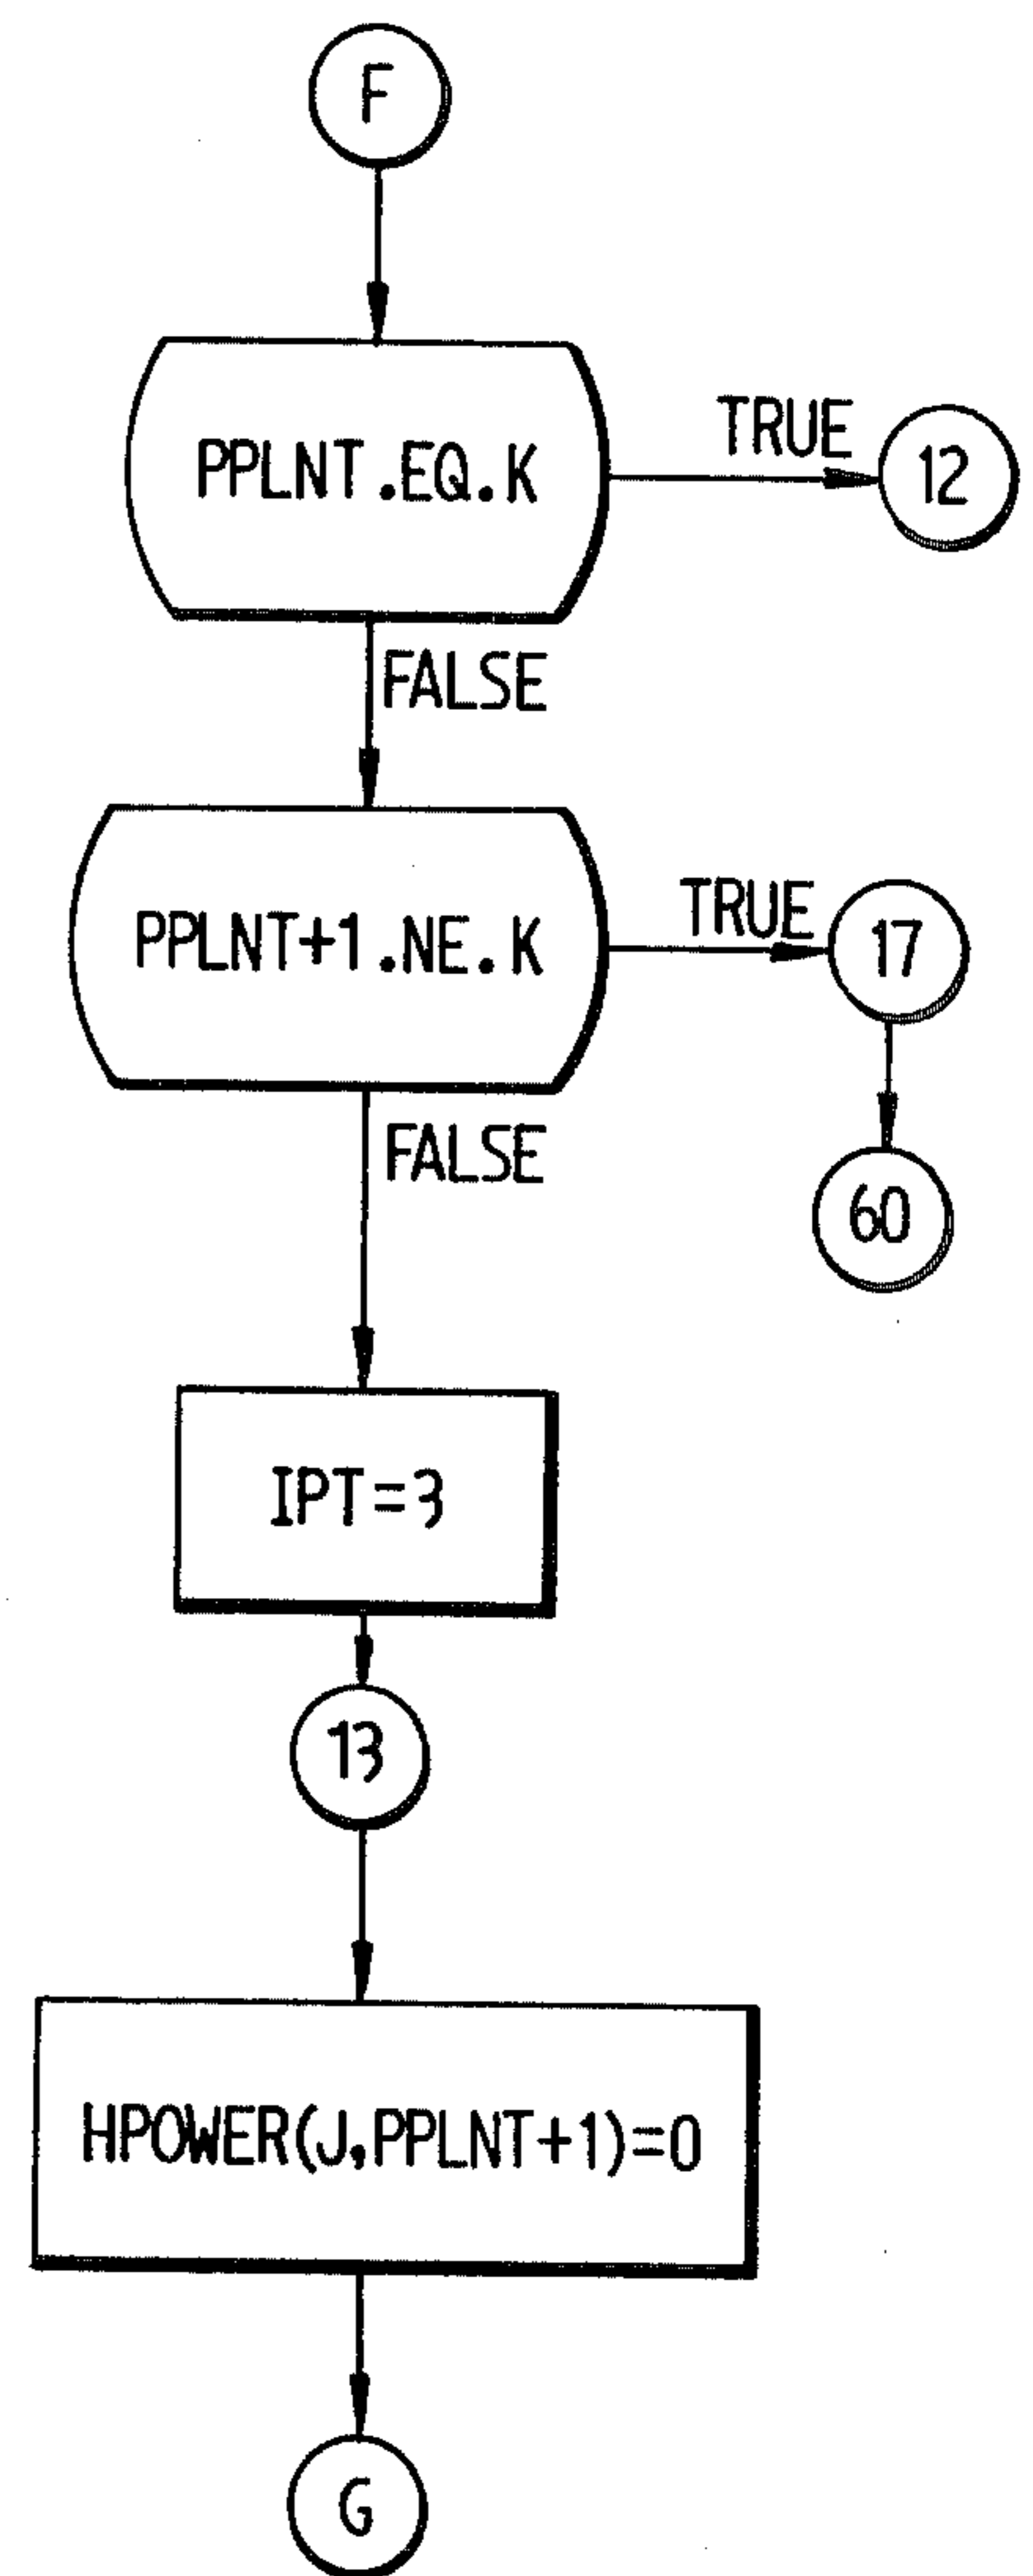 F
PPLNT.EQ.K
TRUE
12
FALSE
PPLNT+1.NE.K
TRUE
17
FALSE
60
IPT=3
13
HPOWER(J,PPLNT+1)=0
G